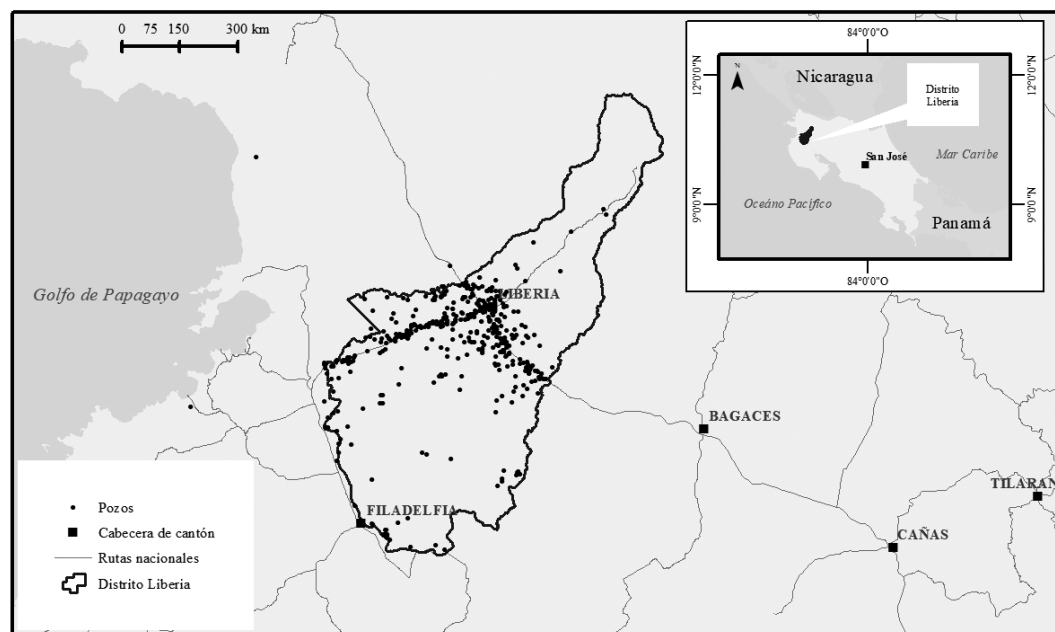 0 75 150 300 km
84°0'0"O
12°0'0"N
12°0'0"N
N
Nicaragua
Distrito
Liberia
San José
Mar Caribe
Oceáno Pacífico
9°0'0"N
9°0'0"N
Panamá
84°0'0"O
Golfo de Papagayo
LIBERIA
BAGACES
TILARAN
FILADELFIA
CAÑAS
Pozos
Cabecera de cantón
Rutas nacionales
Distrito Liberia